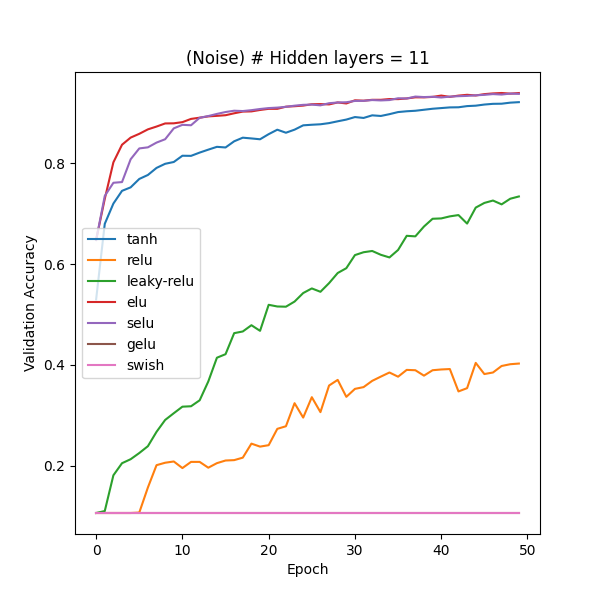 (Noise) # Hidden layers = 11
Validation Accuracy
0.8
0.6
0.4
0.2
tanh
relu
leaky-relu
elu
selu
gelu
swish
0 10 20 30 40 50
Epoch